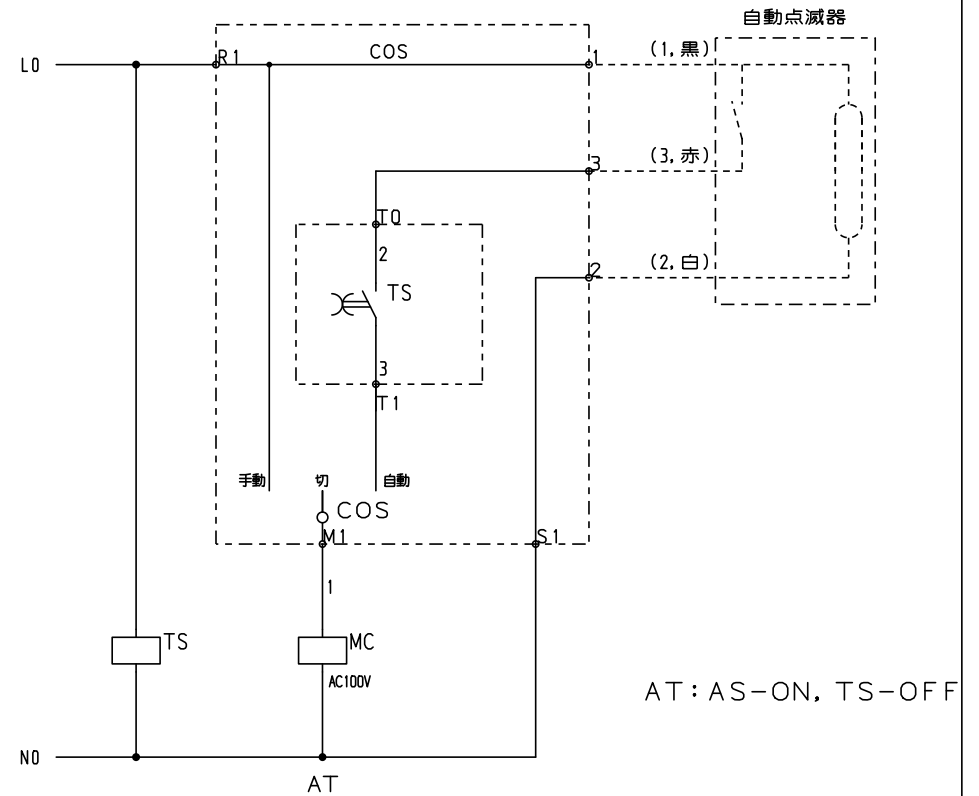 自動点滅器
R1
COS
1
(1,黒)
L0
3
(3,赤)
T0
2
2
(2,白)
TS
3
T1
手動
切
自動
COS
M1
S1
1
TS
MC
AC100V
AT:AS-ON, TS-OFF
N0
AT